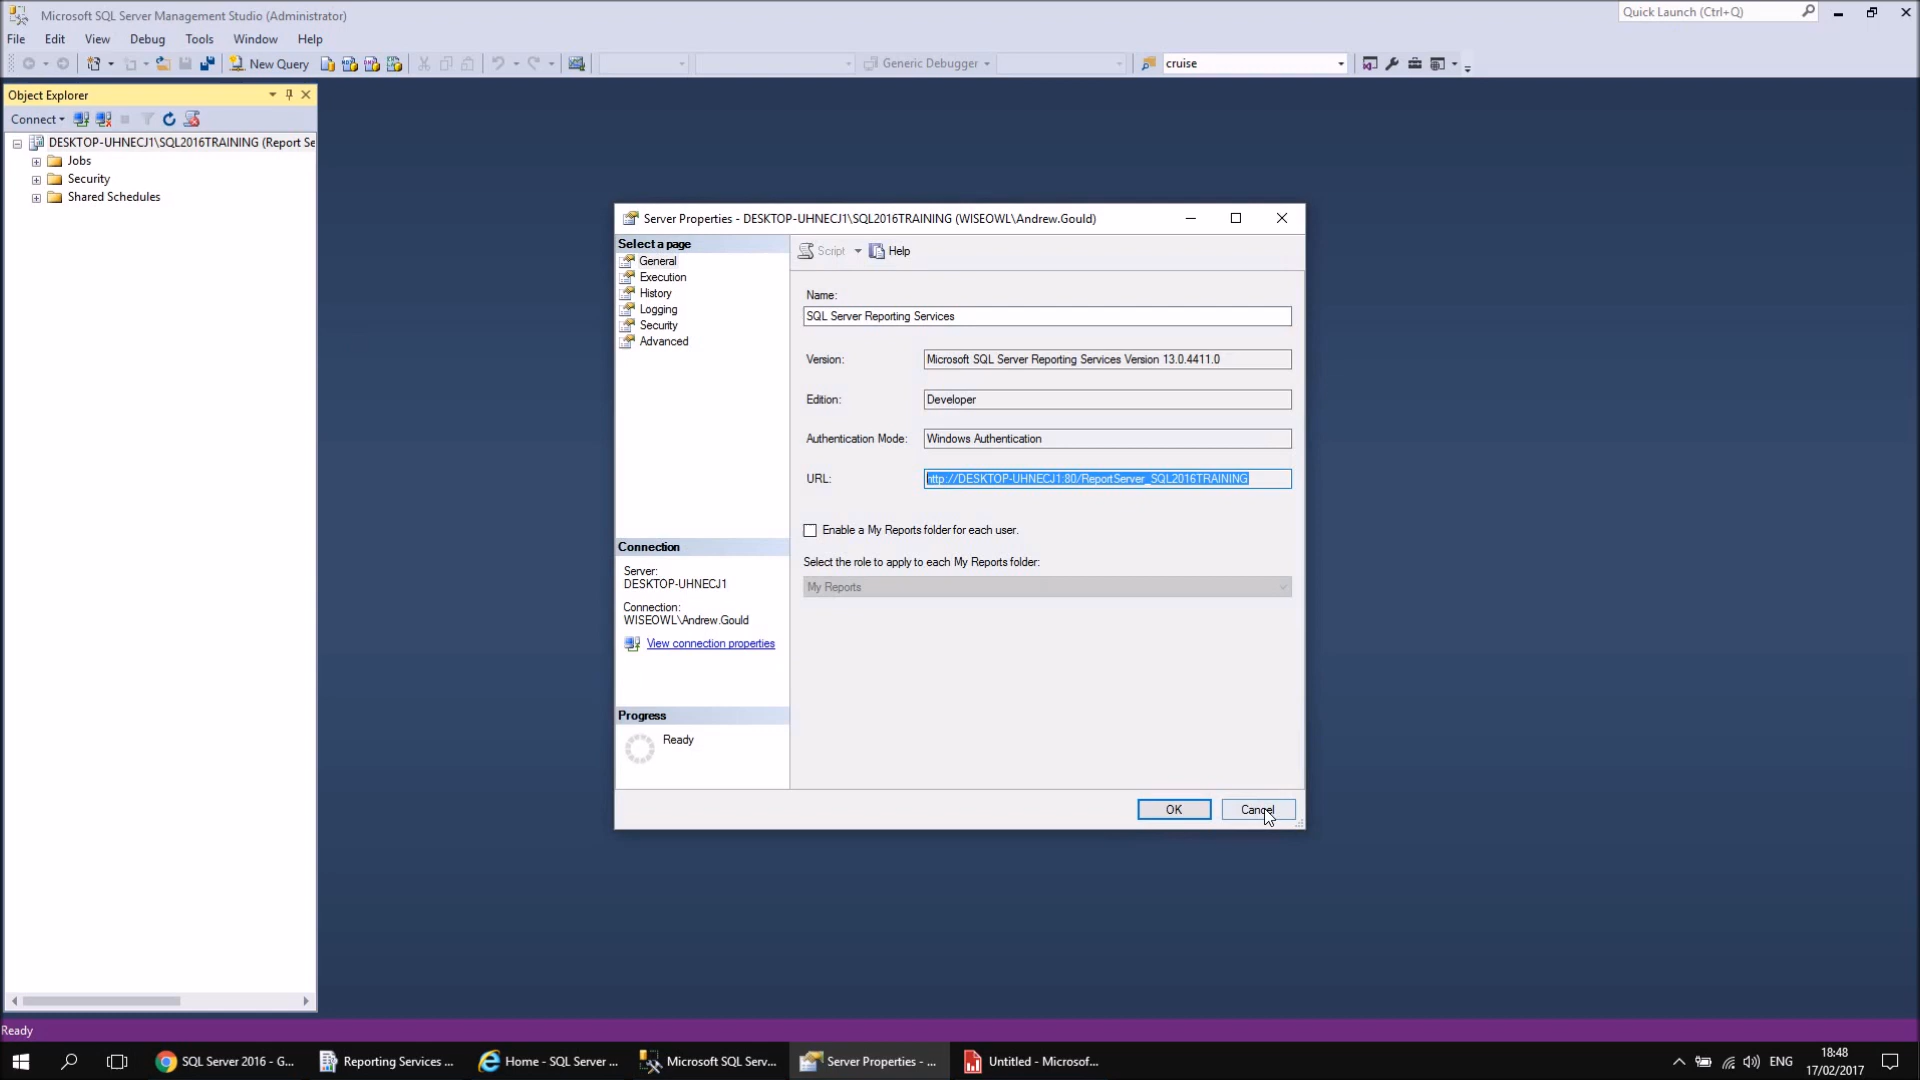 Microsoft SQL Server Management Studio (Administrator)
Quick Launch (Ctrl+Q)
File Edit View Debug Tools Window Help
New Query
Generic Debugger
cruise
Object Explorer
Connect
DESKTOP-UHNECJ1\SQL2016TRAINING (Report Se
Jobs
Security
Shared Schedules
Server Properties - DESKTOP-UHNECJ1\SQL2016TRAINING (WISEOWL\Andrew.Gould)
Select a page
General
Execution
History
Logging
Security
Advanced
Script Help
Name:
SQL Server Reporting Services
Version: Microsoft SQL Server Reporting Services Version 13.0.4411.0
Edition: Developer
Authentication Mode: Windows Authentication
URL: http://DESKTOP-UHNECJ1:80/ReportServer_SQL2016TRAINING
Enable a My Reports folder for each user.
Select the role to apply to each My Reports folder:
My Reports
Connection
Server:
DESKTOP-UHNECJ1
Connection:
WISEOWL\Andrew.Gould
View connection properties
Progress
Ready
OK Cancel
Ready
SQL Server 2016 - G...
Reporting Services ...
Home - SQL Server ...
Microsoft SQL Serv...
Server Properties - ...
Untitled - Microsof...
ENG
18:48
17/02/2017